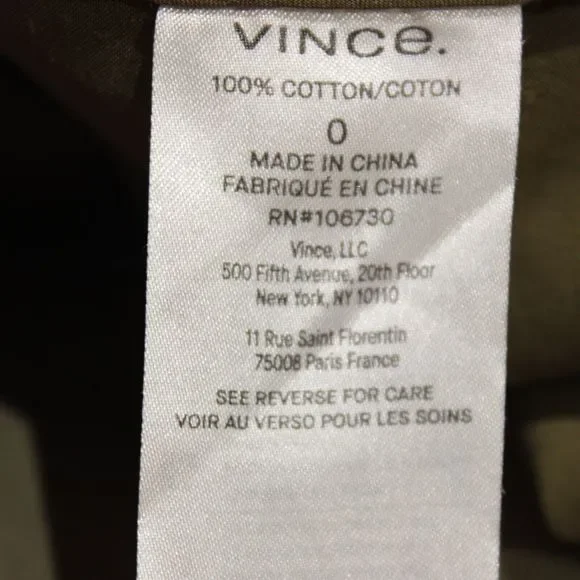 VINCe.
100% COTTON/COTON
0
MADE IN CHINA
FABRIQUÉ EN CHINE
RN#106730
Vince, LLC
500 Fifth Avenue, 20th Floor
New York, NY 10110
11 Rue Saint Florentin
75008 Paris France
SEE REVERSE FOR CARE
VOIR AU VERSO POUR LES SOINS